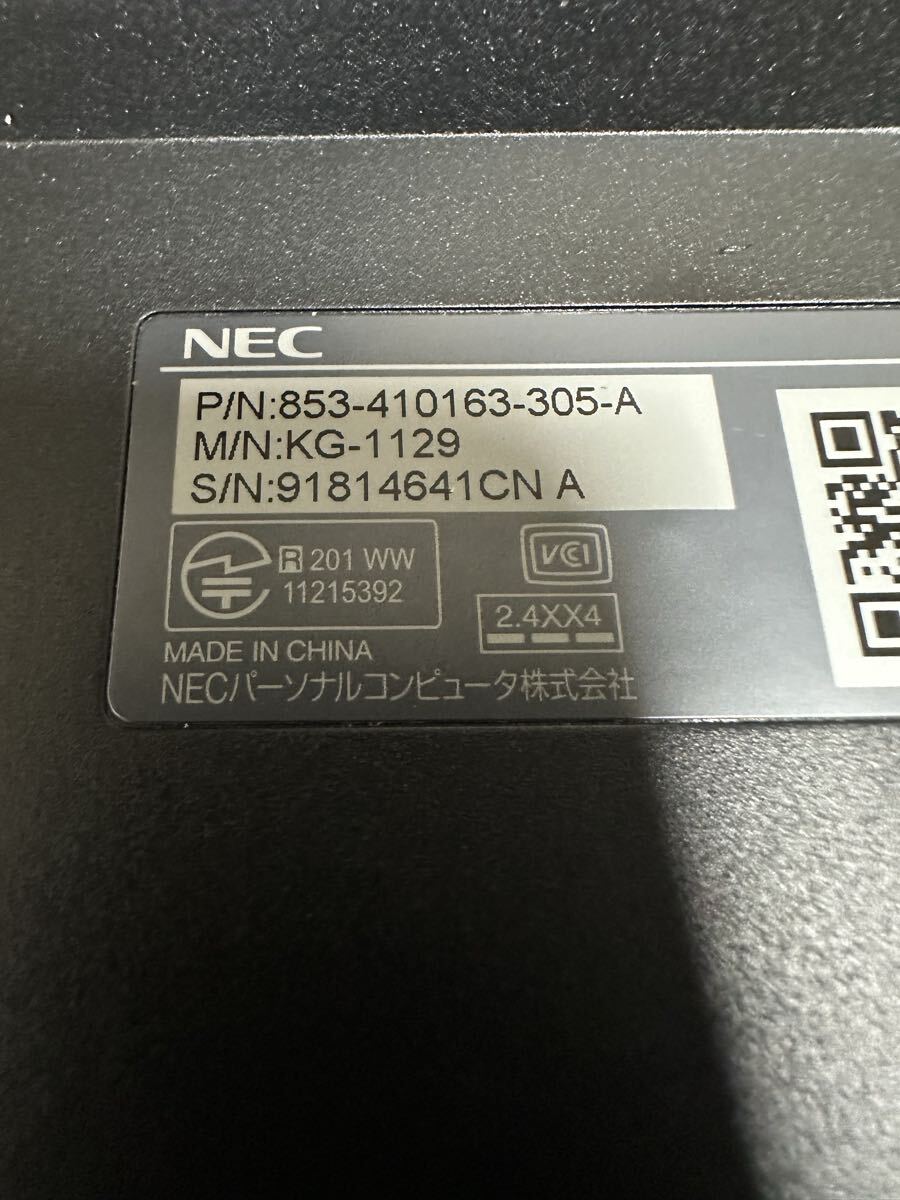 NEC
P/N:853-410163-305-A
M/N:KG-1129
S/N:91814641CN A
R 201 WW
11215392
VCI
2.4XX4
MADE IN CHINA
NECパーソナルコンピュータ株式会社